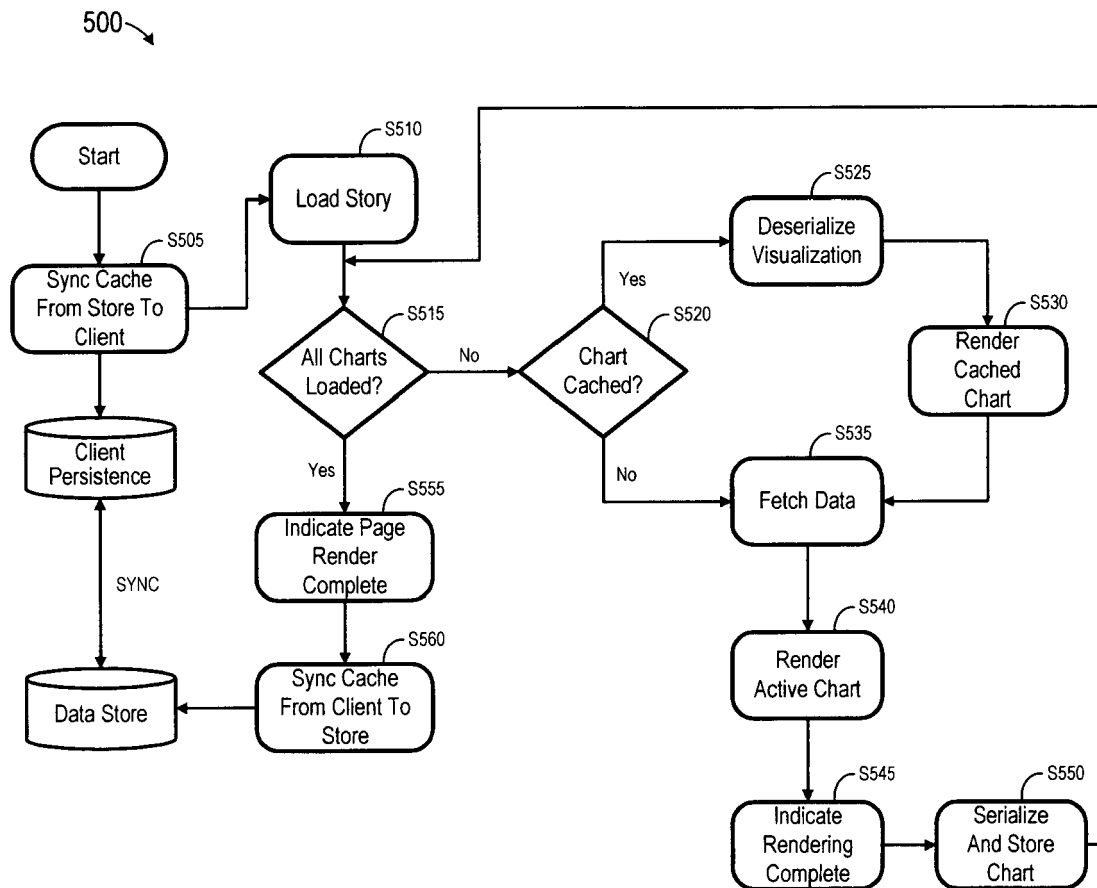 500
Start
S505
Sync Cache
From Store To
Client
Client
Persistence
SYNC
Data Store
S510
Load Story
S515
All Charts
Loaded?
No
Yes
S555
Indicate Page
Render
Complete
S560
Sync Cache
From Client To
Store
S520
Chart
Cached?
Yes
No
S525
Deserialize
Visualization
S530
Render
Cached
Chart
S535
Fetch Data
S540
Render
Active Chart
S545
Indicate
Rendering
Complete
S550
Serialize
And Store
Chart